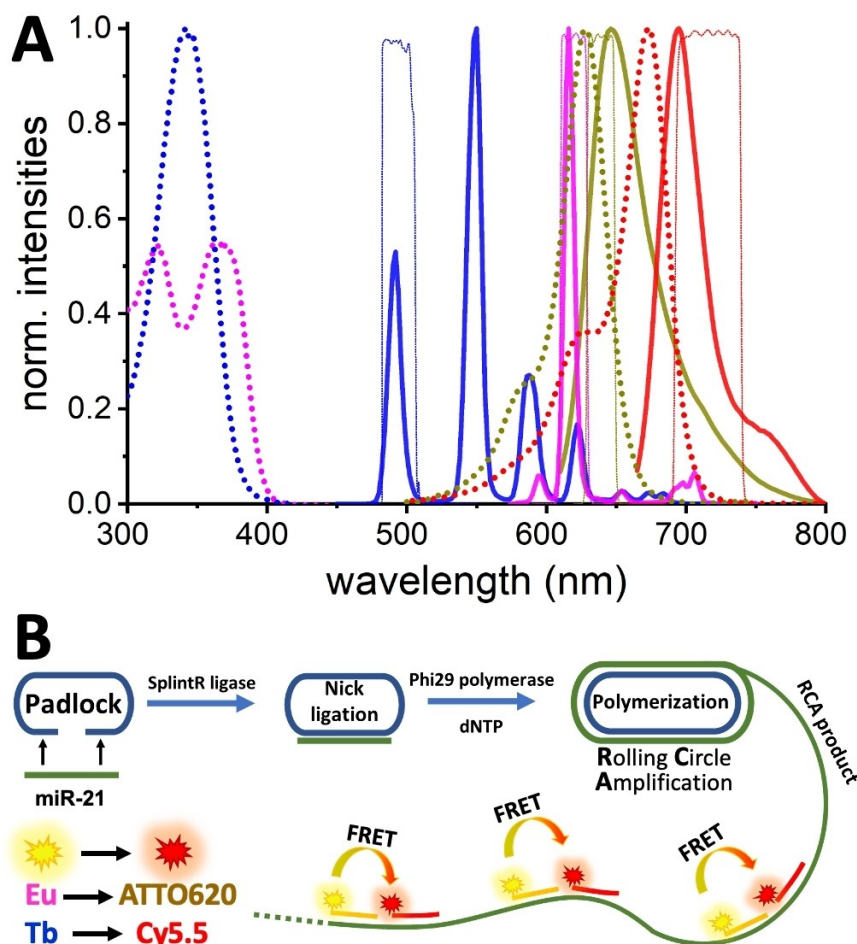 A
norm. intensities
1.0
0.8
0.6
0.4
0.2
0.0
300 400 500 600 700 800
wavelength (nm)
B
Padlock
SplintR ligase
Nick
ligation
Phi29 polymerase
dNTP
Polymerization
Rolling Circle
Amplification
RCA product
miR-21
FRET
FRET
FRET
Eu ATTO620
Tb Cy5.5